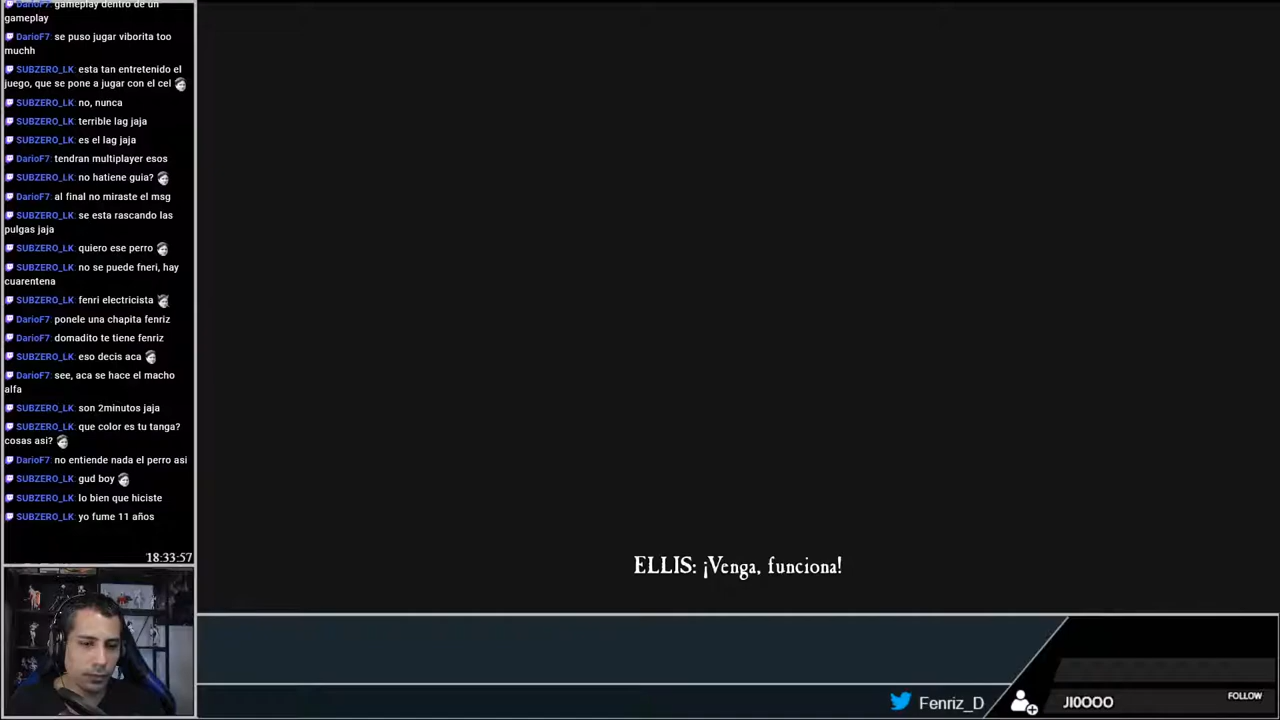 DarioF7: gameplay dentro de un
gameplay
DarioF7: se puso jugar viborita too
muchh
SUBZERO_LK: esta tan entretenido el
juego, que se pone a jugar con el cel
SUBZERO_LK: no, nunca
SUBZERO_LK: terrible lag jaja
SUBZERO_LK: es el lag jaja
DarioF7: tendran multiplayer esos
SUBZERO_LK: no hatiene guia?
DarioF7: al final no miraste el msg
SUBZERO_LK: se esta rascando las
pulgas jaja
SUBZERO_LK: quiero ese perro
SUBZERO_LK: no se puede fneri, hay
cuarentena
SUBZERO_LK: fenri electricista
DarioF7: ponele una chapita fenriz
DarioF7: domadito te tiene fenriz
SUBZERO_LK: eso decis aca
DarioF7: see, aca se hace el macho
alfa
SUBZERO_LK: son 2minutos jaja
SUBZERO_LK: que color es tu tanga?
cosas asi?
DarioF7: no entiende nada el perro asi
SUBZERO_LK: gud boy
SUBZERO_LK: lo bien que hiciste
SUBZERO_LK: yo fume 11 años
18:33:57
ELLIS: ¡Venga, funciona!
Fenriz_D
JI0OOO
FOLLOW